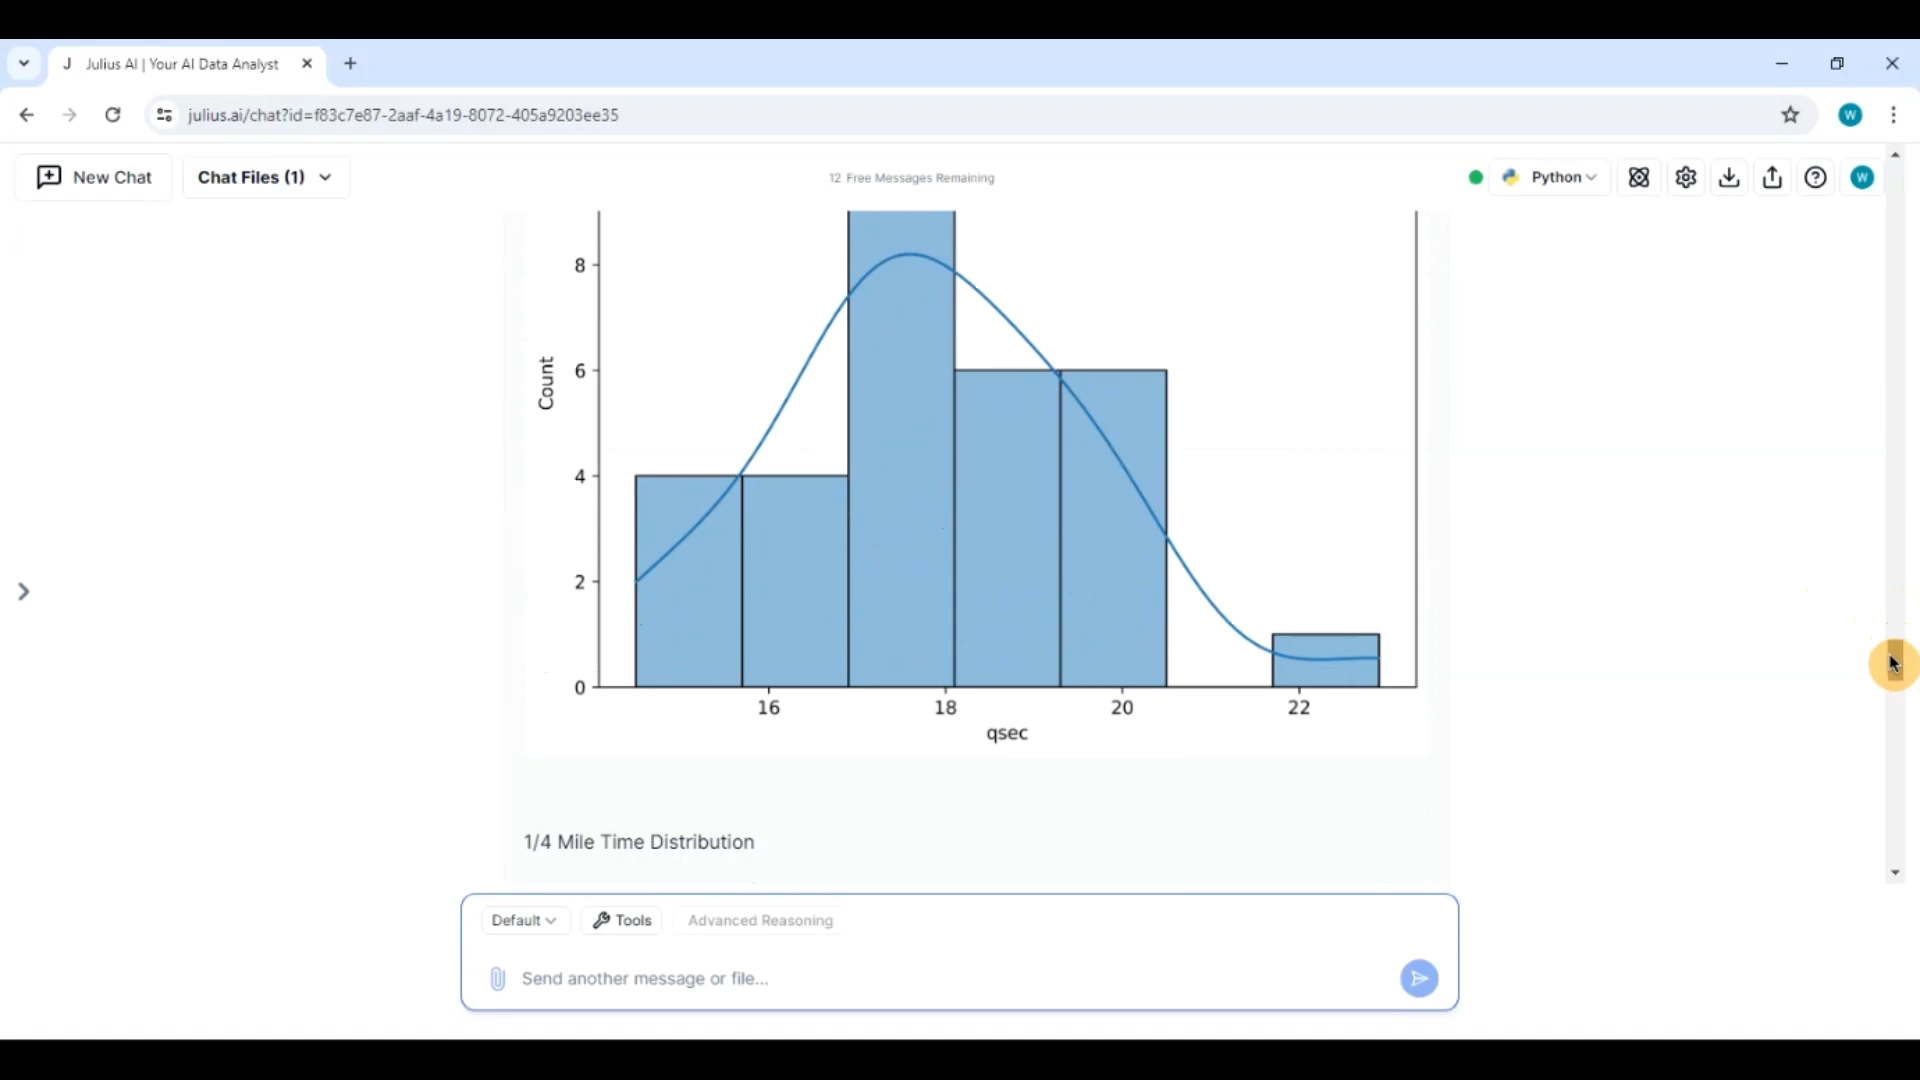 J Julius AI | Your AI Data Analyst
julius.ai/chat?id=f83c7e87-2aaf-4a19-8072-405a9203ee35
W
New Chat
Chat Files (1)
12 Free Messages Remaining
Python
W
8
6
4
2
0
Count
16 18 20 22
qsec
1/4 Mile Time Distribution
Default
Tools
Advanced Reasoning
Send another message or file...